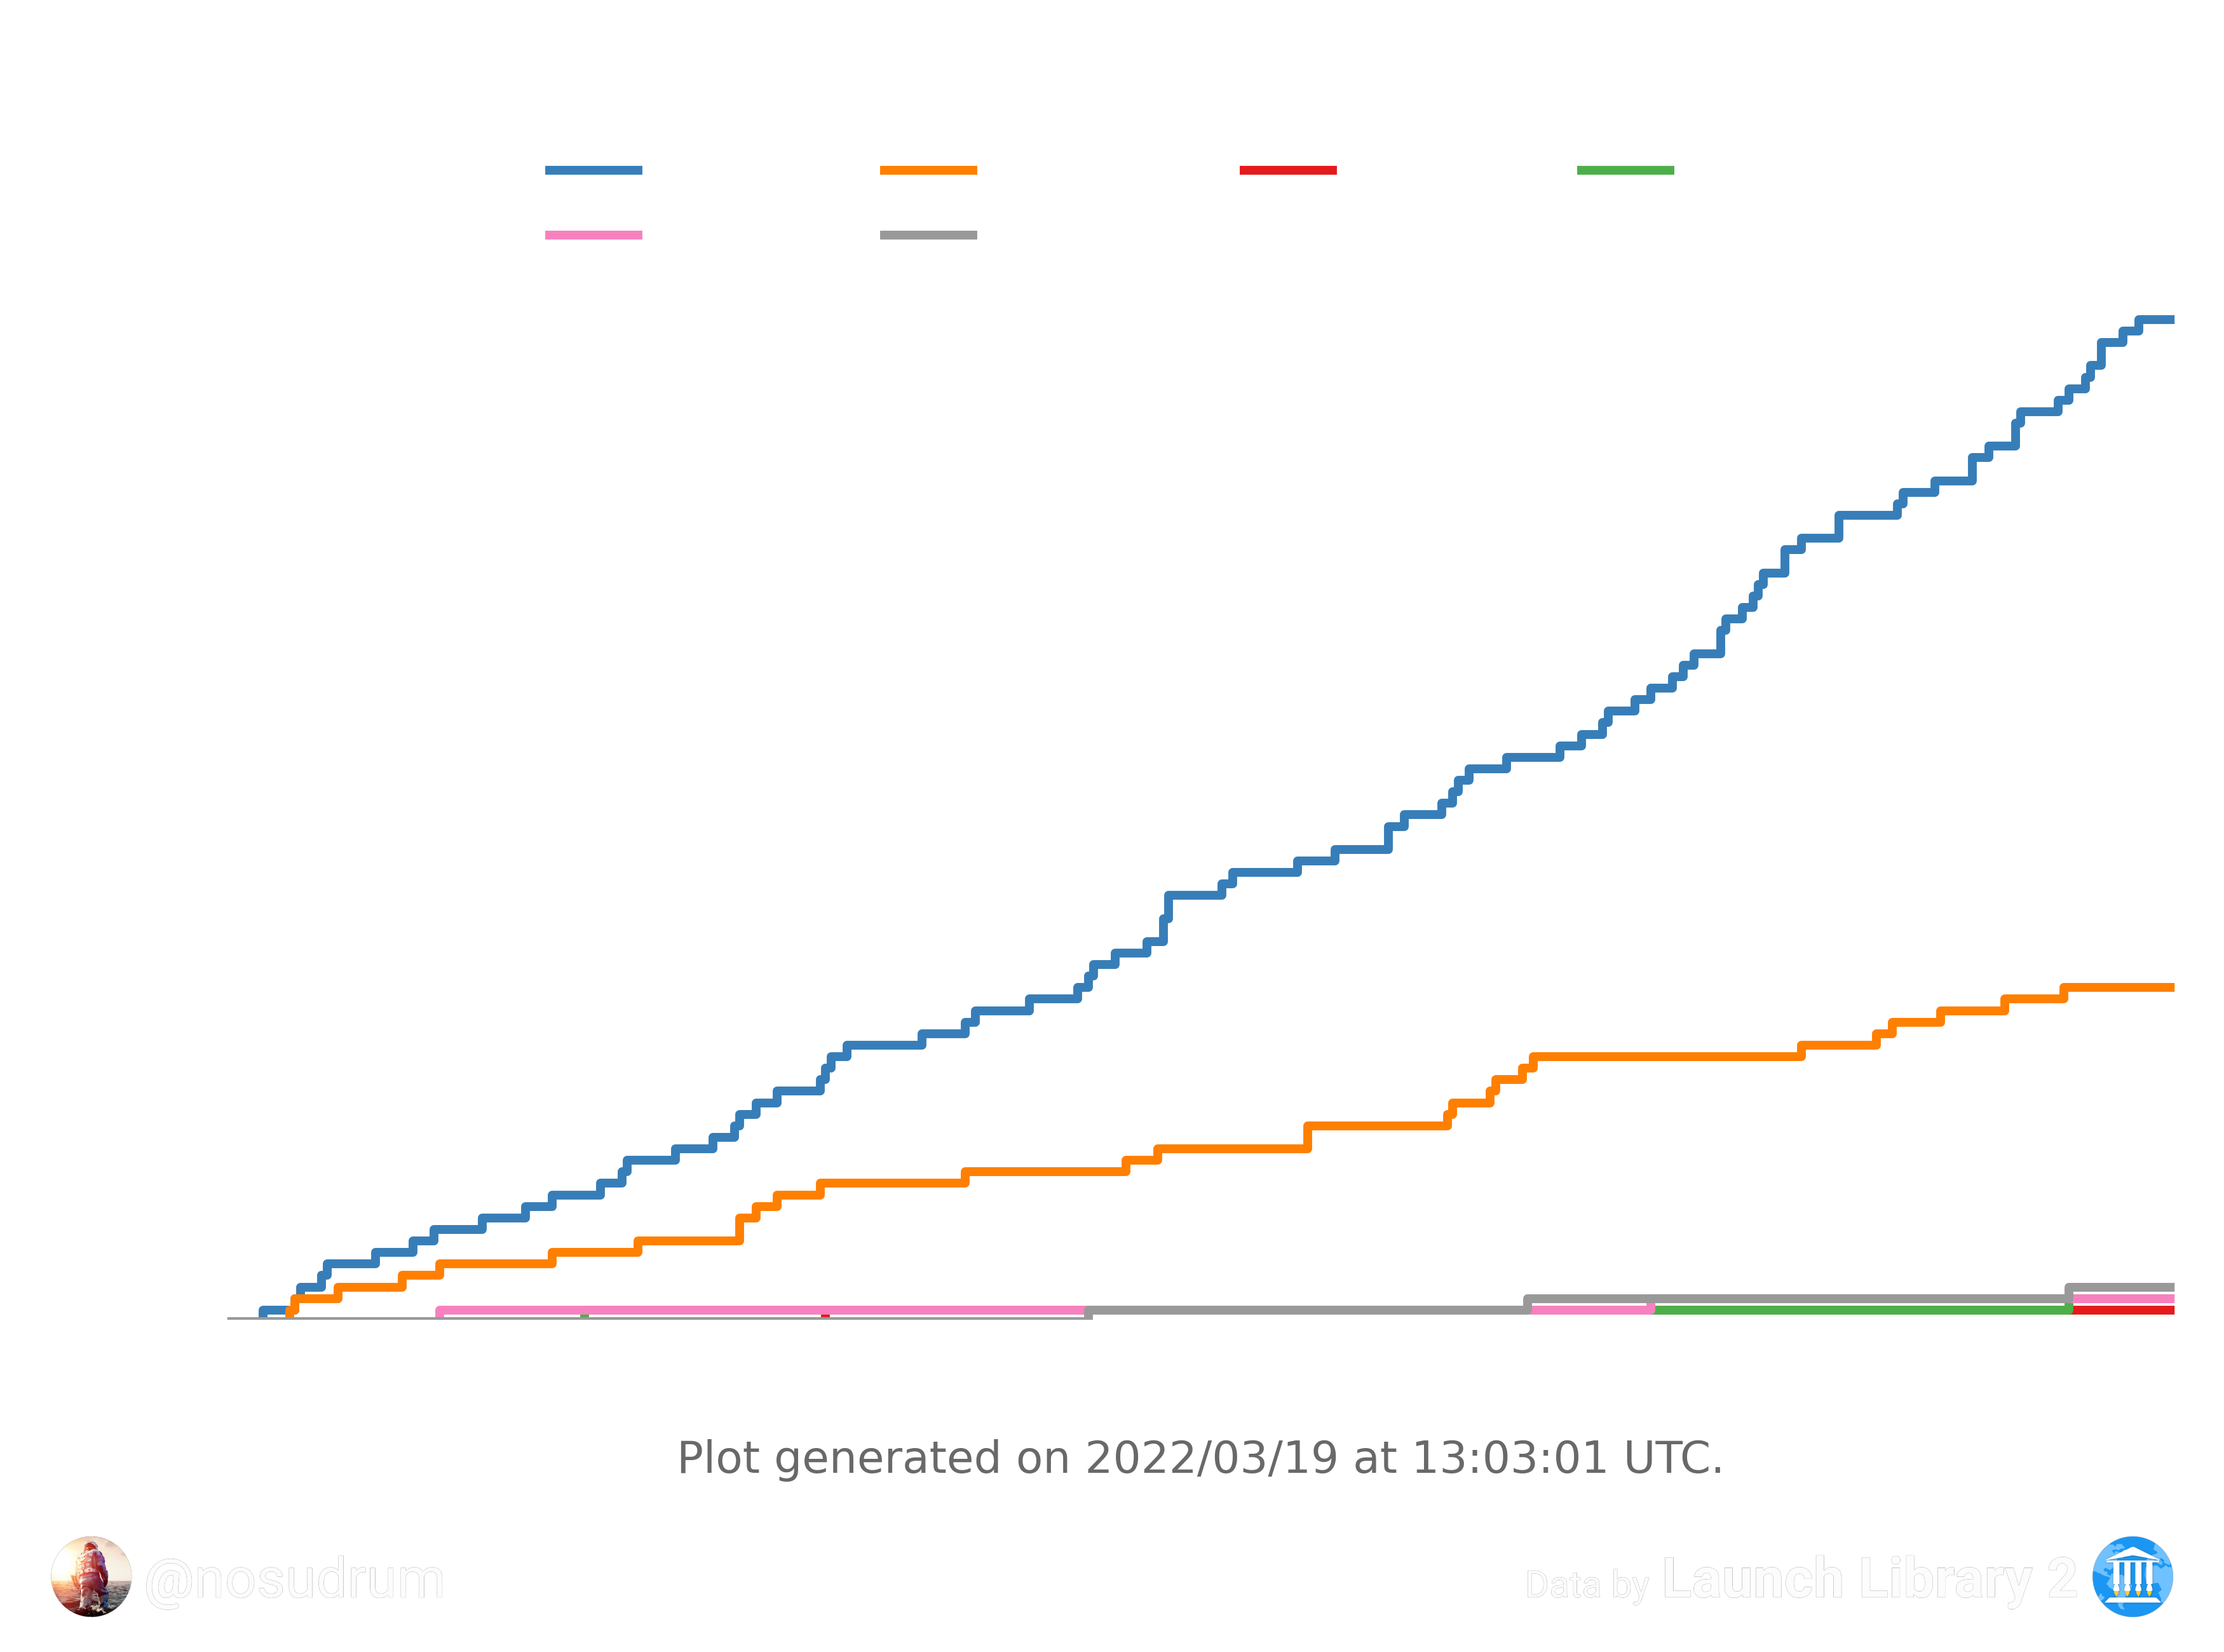 Plot generated on 2022/03/19 at 13:03:01 UTC.
@nosudrum
Data by Launch Library 2